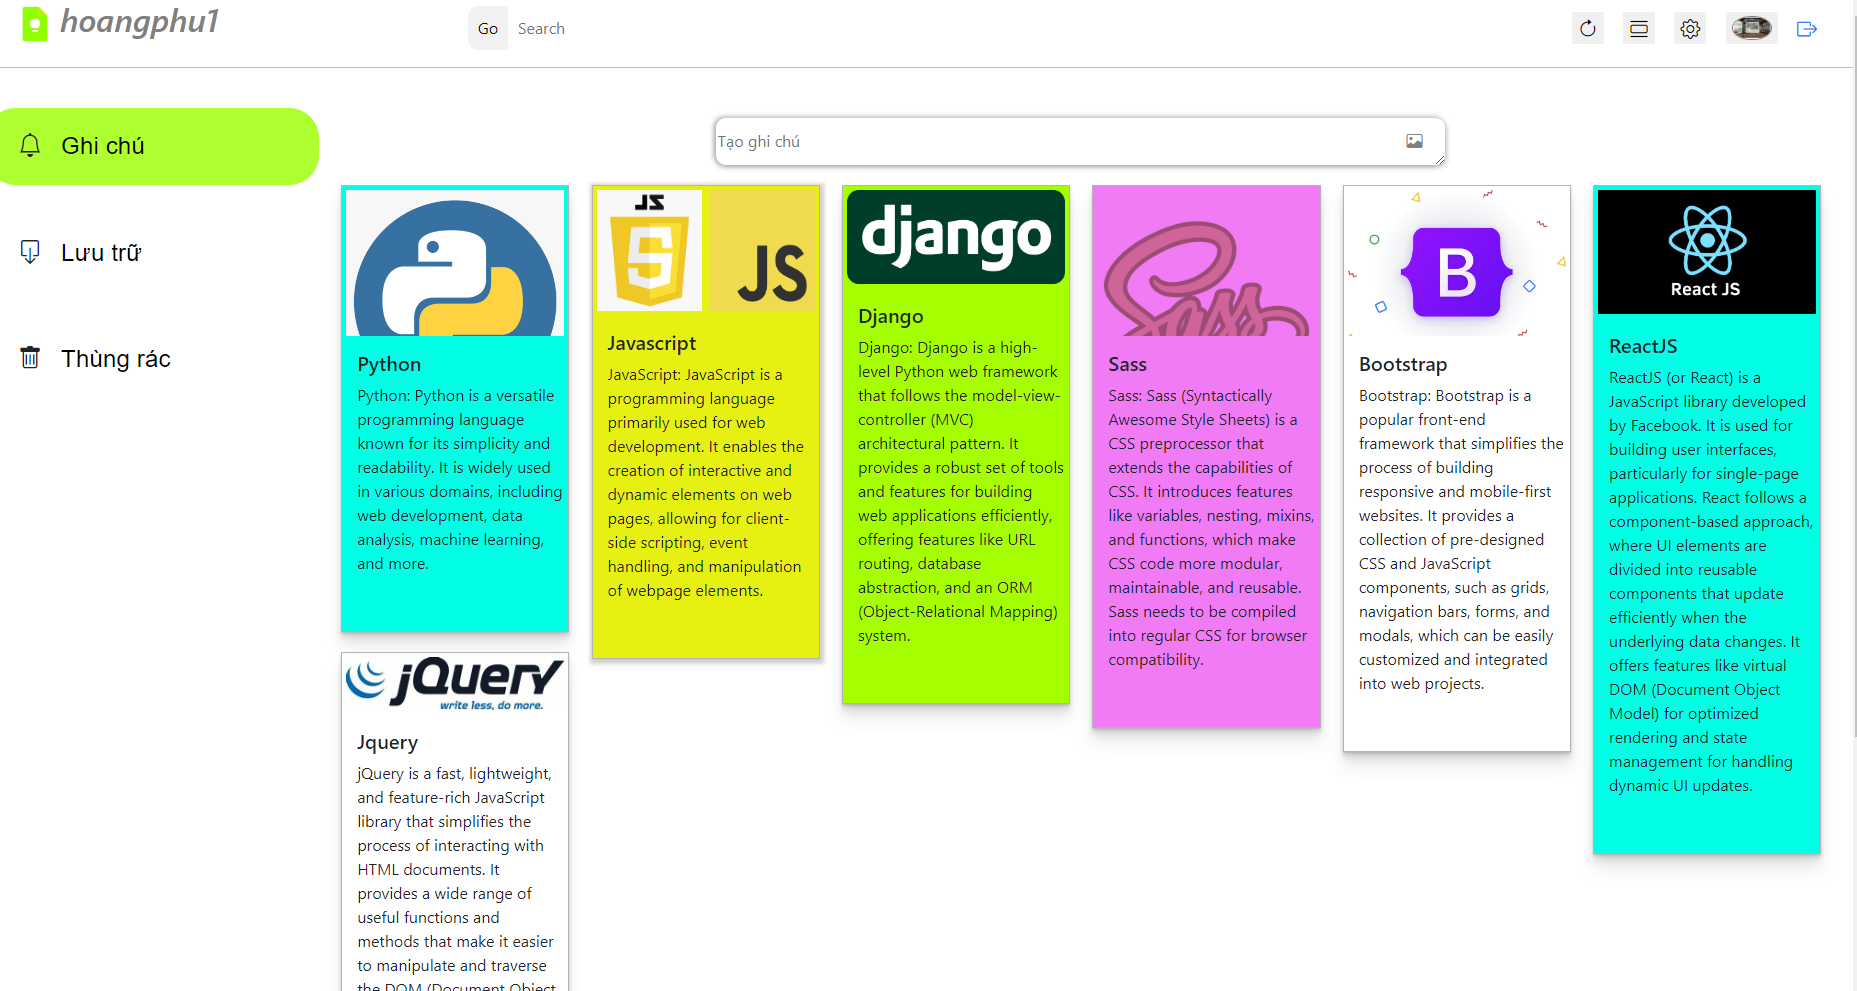 hoangphu1
Go
Search
Ghi chú
Lưu trữ
Thùng rác
Tạo ghi chú
Python
Python: Python is a versatile
programming language
known for its simplicity and
readability. It is widely used
in various domains, including
web development, data
analysis, machine learning,
and more.
JS
JS
Javascript
JavaScript: JavaScript is a
programming language
primarily used for web
development. It enables the
creation of interactive and
dynamic elements on web
pages, allowing for client-
side scripting, event
handling, and manipulation
of webpage elements.
django
Django
Django: Django is a high-
level Python web framework
that follows the model-view-
controller (MVC)
architectural pattern. It
provides a robust set of tools
and features for building
web applications efficiently,
offering features like URL
routing, database
abstraction, and an ORM
(Object-Relational Mapping)
system.
Sass
Sass
Sass: Sass (Syntactically
Awesome Style Sheets) is a
CSS preprocessor that
extends the capabilities of
CSS. It introduces features
like variables, nesting, mixins,
and functions, which make
CSS code more modular,
maintainable, and reusable.
Sass needs to be compiled
into regular CSS for browser
compatibility.
B
Bootstrap
Bootstrap: Bootstrap is a
popular front-end
framework that simplifies the
process of building
responsive and mobile-first
websites. It provides a
collection of pre-designed
CSS and JavaScript
components, such as grids,
navigation bars, forms, and
modals, which can be easily
customized and integrated
into web projects.
React JS
ReactJS
ReactJS (or React) is a
JavaScript library developed
by Facebook. It is used for
building user interfaces,
particularly for single-page
applications. React follows a
component-based approach,
where UI elements are
divided into reusable
components that update
efficiently when the
underlying data changes. It
offers features like virtual
DOM (Document Object
Model) for optimized
rendering and state
management for handling
dynamic UI updates.
jQuery
write less, do more.
Jquery
jQuery is a fast, lightweight,
and feature-rich JavaScript
library that simplifies the
process of interacting with
HTML documents. It
provides a wide range of
useful functions and
methods that make it easier
to manipulate and traverse
the DOM (Document Object